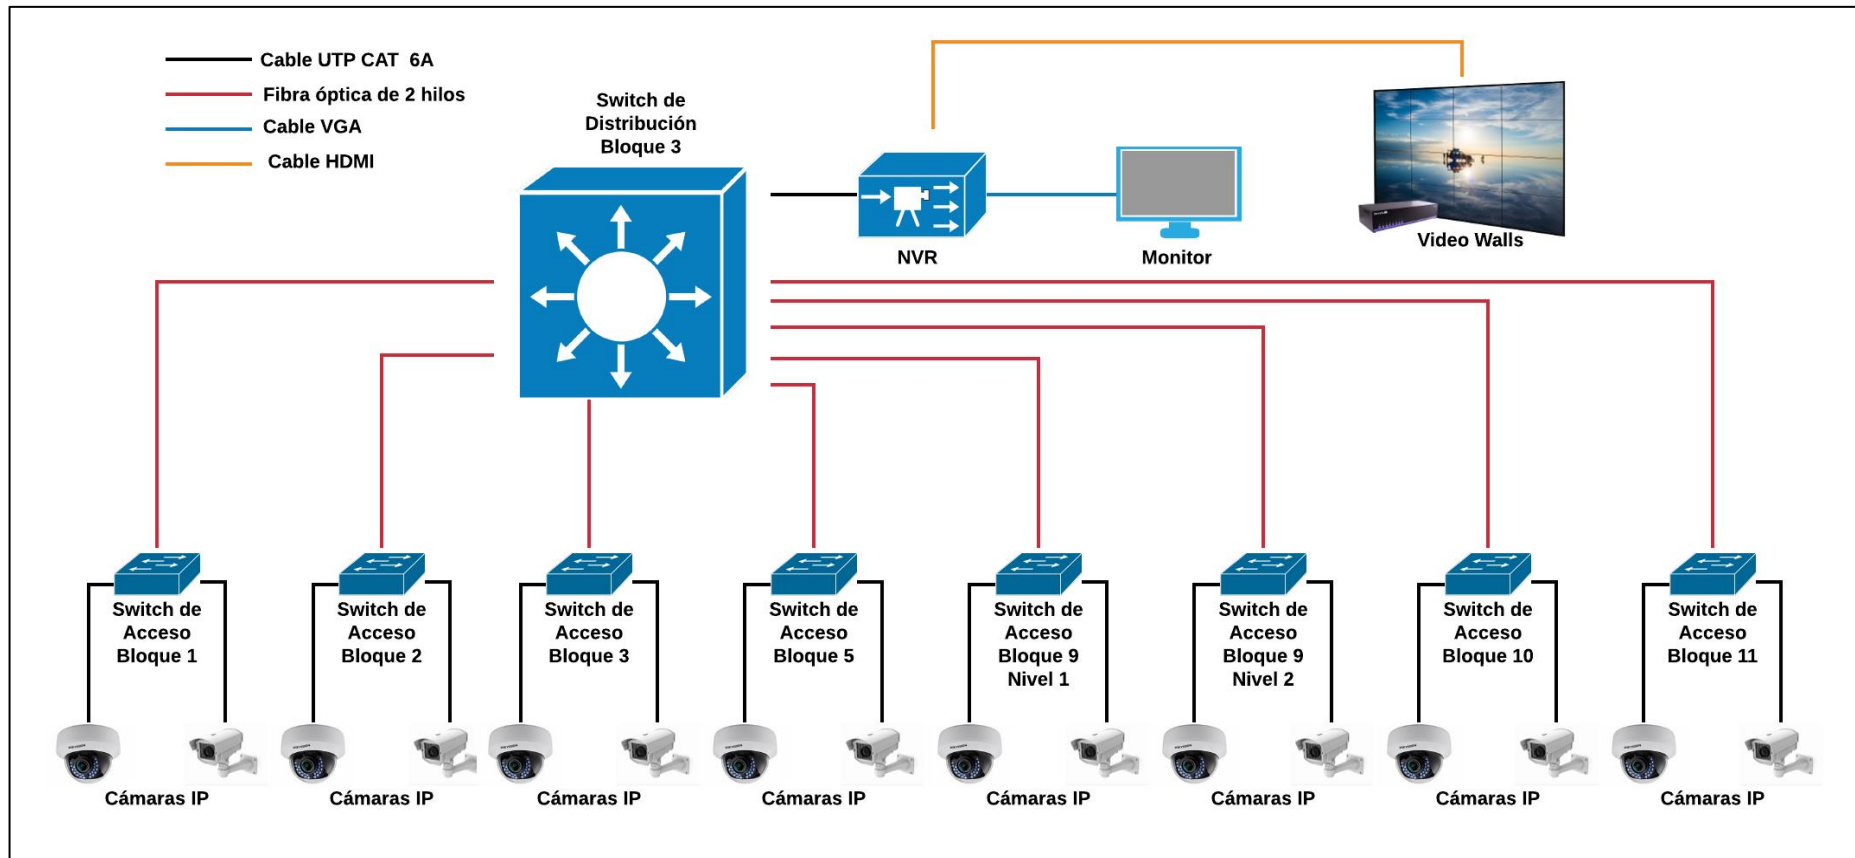 Cable UTP CAT  6A
Fibra óptica de 2 hilos
Cable VGA
Cable HDMI
Switch de
Distribución
Bloque 3
NVR
Monitor
Video Walls
Switch de
Acceso
Bloque 1
Switch de
Acceso
Bloque 2
Switch de
Acceso
Bloque 3
Switch de
Acceso
Bloque 5
Switch de
Acceso
Bloque 9
Nivel 1
Switch de
Acceso
Bloque 9
Nivel 2
Switch de
Acceso
Bloque 10
Switch de
Acceso
Bloque 11
Cámaras IP
Cámaras IP
Cámaras IP
Cámaras IP
Cámaras IP
Cámaras IP
Cámaras IP
Cámaras IP